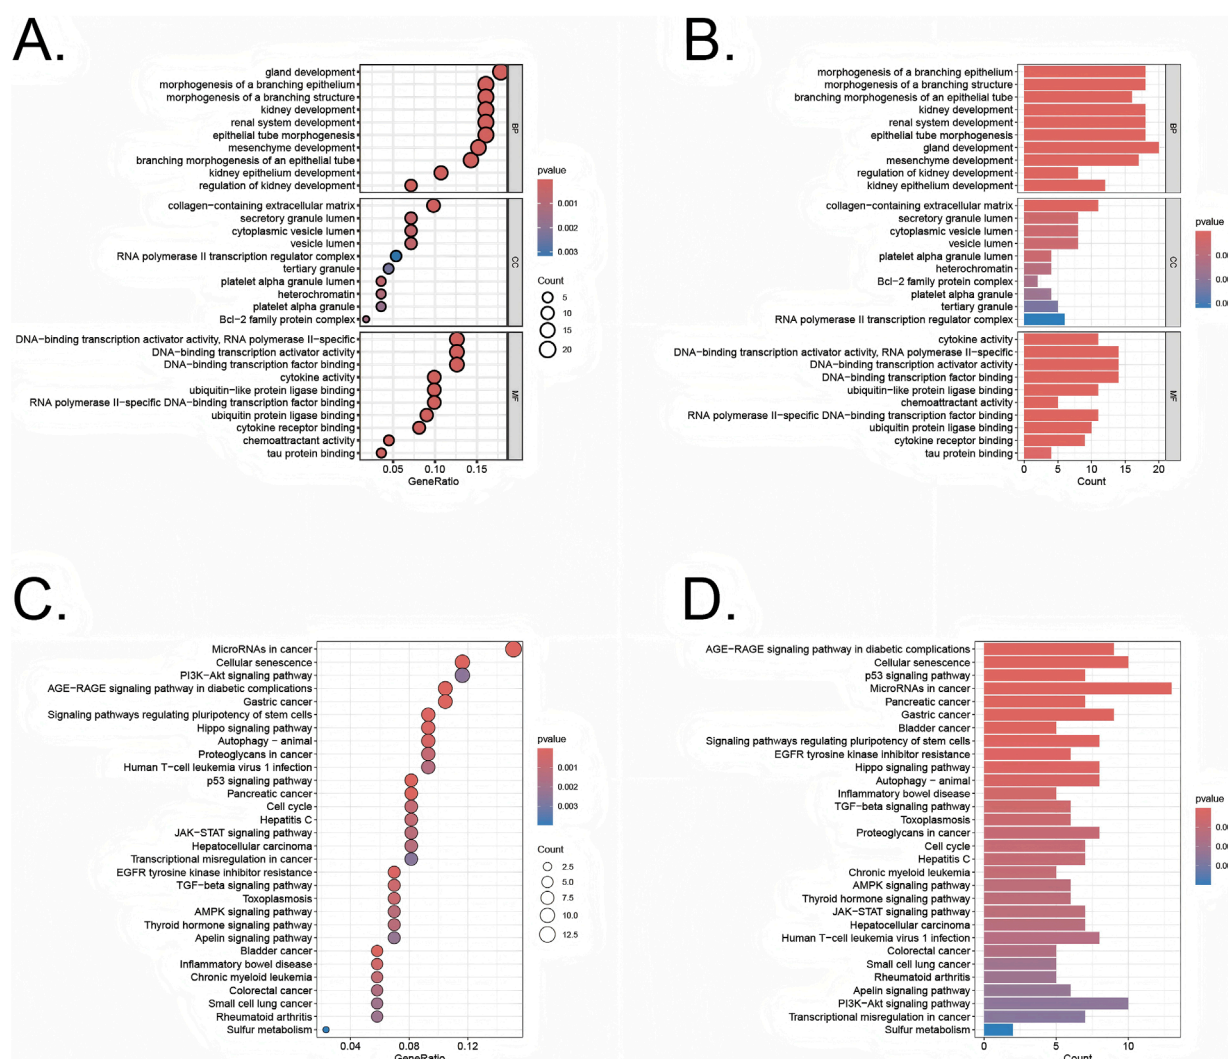 A.
gland development
morphogenesis of a branching epithelium
morphogenesis of a branching structure
kidney development
renal system development
epithelial tube morphogenesis
mesenchyme development
branching morphogenesis of an epithelial tube
kidney epithelium development
regulation of kidney development
BP
collagen−containing extracellular matrix
secretory granule lumen
cytoplasmic vesicle lumen
vesicle lumen
RNA polymerase II transcription regulator complex
tertiary granule
platelet alpha granule lumen
heterochromatin
platelet alpha granule
Bcl−2 family protein complex
CC
DNA−binding transcription activator activity, RNA polymerase II−specific
DNA−binding transcription activator activity
DNA−binding transcription factor binding
cytokine activity
ubiquitin−like protein ligase binding
RNA polymerase II−specific DNA−binding transcription factor binding
ubiquitin protein ligase binding
cytokine receptor binding
chemoattractant activity
tau protein binding
MF
0.05 0.10 0.15
GeneRatio
pvalue
0.001
0.002
0.003
Count
5
10
15
20
B.
morphogenesis of a branching epithelium
morphogenesis of a branching structure
branching morphogenesis of an epithelial tube
kidney development
renal system development
epithelial tube morphogenesis
gland development
mesenchyme development
regulation of kidney development
kidney epithelium development
BP
collagen−containing extracellular matrix
secretory granule lumen
cytoplasmic vesicle lumen
vesicle lumen
platelet alpha granule lumen
heterochromatin
Bcl−2 family protein complex
platelet alpha granule
tertiary granule
RNA polymerase II transcription regulator complex
CC
cytokine activity
DNA−binding transcription activator activity, RNA polymerase II−specific
DNA−binding transcription activator activity
DNA−binding transcription factor binding
ubiquitin−like protein ligase binding
chemoattractant activity
RNA polymerase II−specific DNA−binding transcription factor binding
ubiquitin protein ligase binding
cytokine receptor binding
tau protein binding
MF
0 5 10 15 20
Count
pvalue
0.00
0.00
0.00
C.
MicroRNAs in cancer
Cellular senescence
PI3K−Akt signaling pathway
AGE−RAGE signaling pathway in diabetic complications
Gastric cancer
Signaling pathways regulating pluripotency of stem cells
Hippo signaling pathway
Autophagy − animal
Proteoglycans in cancer
Human T−cell leukemia virus 1 infection
p53 signaling pathway
Pancreatic cancer
Cell cycle
Hepatitis C
JAK−STAT signaling pathway
Hepatocellular carcinoma
Transcriptional misregulation in cancer
EGFR tyrosine kinase inhibitor resistance
TGF−beta signaling pathway
Toxoplasmosis
AMPK signaling pathway
Thyroid hormone signaling pathway
Apelin signaling pathway
Bladder cancer
Inflammatory bowel disease
Chronic myeloid leukemia
Colorectal cancer
Small cell lung cancer
Rheumatoid arthritis
Sulfur metabolism
0.04 0.08 0.12
GeneRatio
pvalue
0.001
0.002
0.003
Count
2.5
5.0
7.5
10.0
12.5
D.
AGE−RAGE signaling pathway in diabetic complications
Cellular senescence
p53 signaling pathway
MicroRNAs in cancer
Pancreatic cancer
Gastric cancer
Bladder cancer
Signaling pathways regulating pluripotency of stem cells
EGFR tyrosine kinase inhibitor resistance
Hippo signaling pathway
Autophagy − animal
Inflammatory bowel disease
TGF−beta signaling pathway
Toxoplasmosis
Proteoglycans in cancer
Cell cycle
Hepatitis C
Chronic myeloid leukemia
AMPK signaling pathway
Thyroid hormone signaling pathway
JAK−STAT signaling pathway
Hepatocellular carcinoma
Human T−cell leukemia virus 1 infection
Colorectal cancer
Small cell lung cancer
Rheumatoid arthritis
Apelin signaling pathway
PI3K−Akt signaling pathway
Transcriptional misregulation in cancer
Sulfur metabolism
0 5 10
Count
pvalue
0.00
0.00
0.00